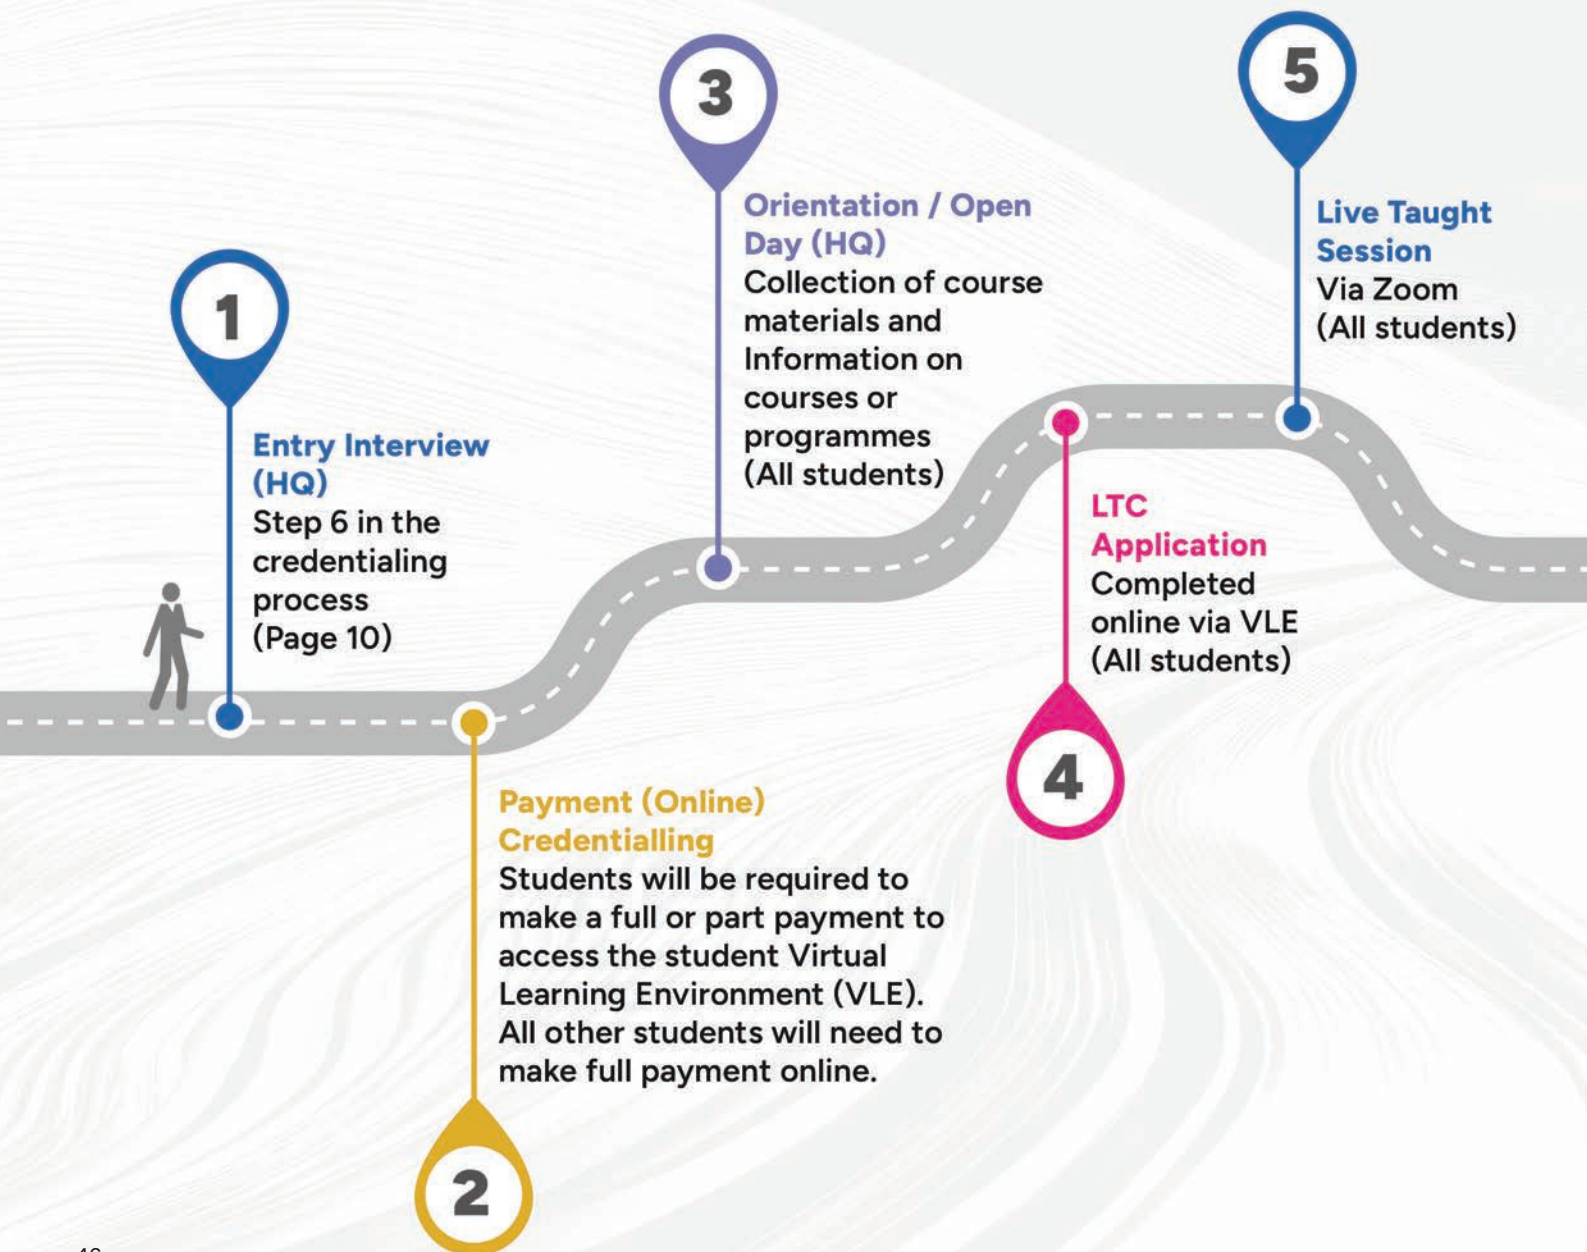 1
Entry Interview
(HQ)
Step 6 in the
credentialing
process
(Page 10)
2
Payment (Online)
Credentialling
Students will be required to
make a full or part payment to
access the student Virtual
Learning Environment (VLE).
All other students will need to
make full payment online.
3
Orientation / Open
Day (HQ)
Collection of course
materials and
Information on
courses or
programmes
(All students)
4
LTC
Application
Completed
online via VLE
(All students)
5
Live Taught
Session
Via Zoom
(All students)